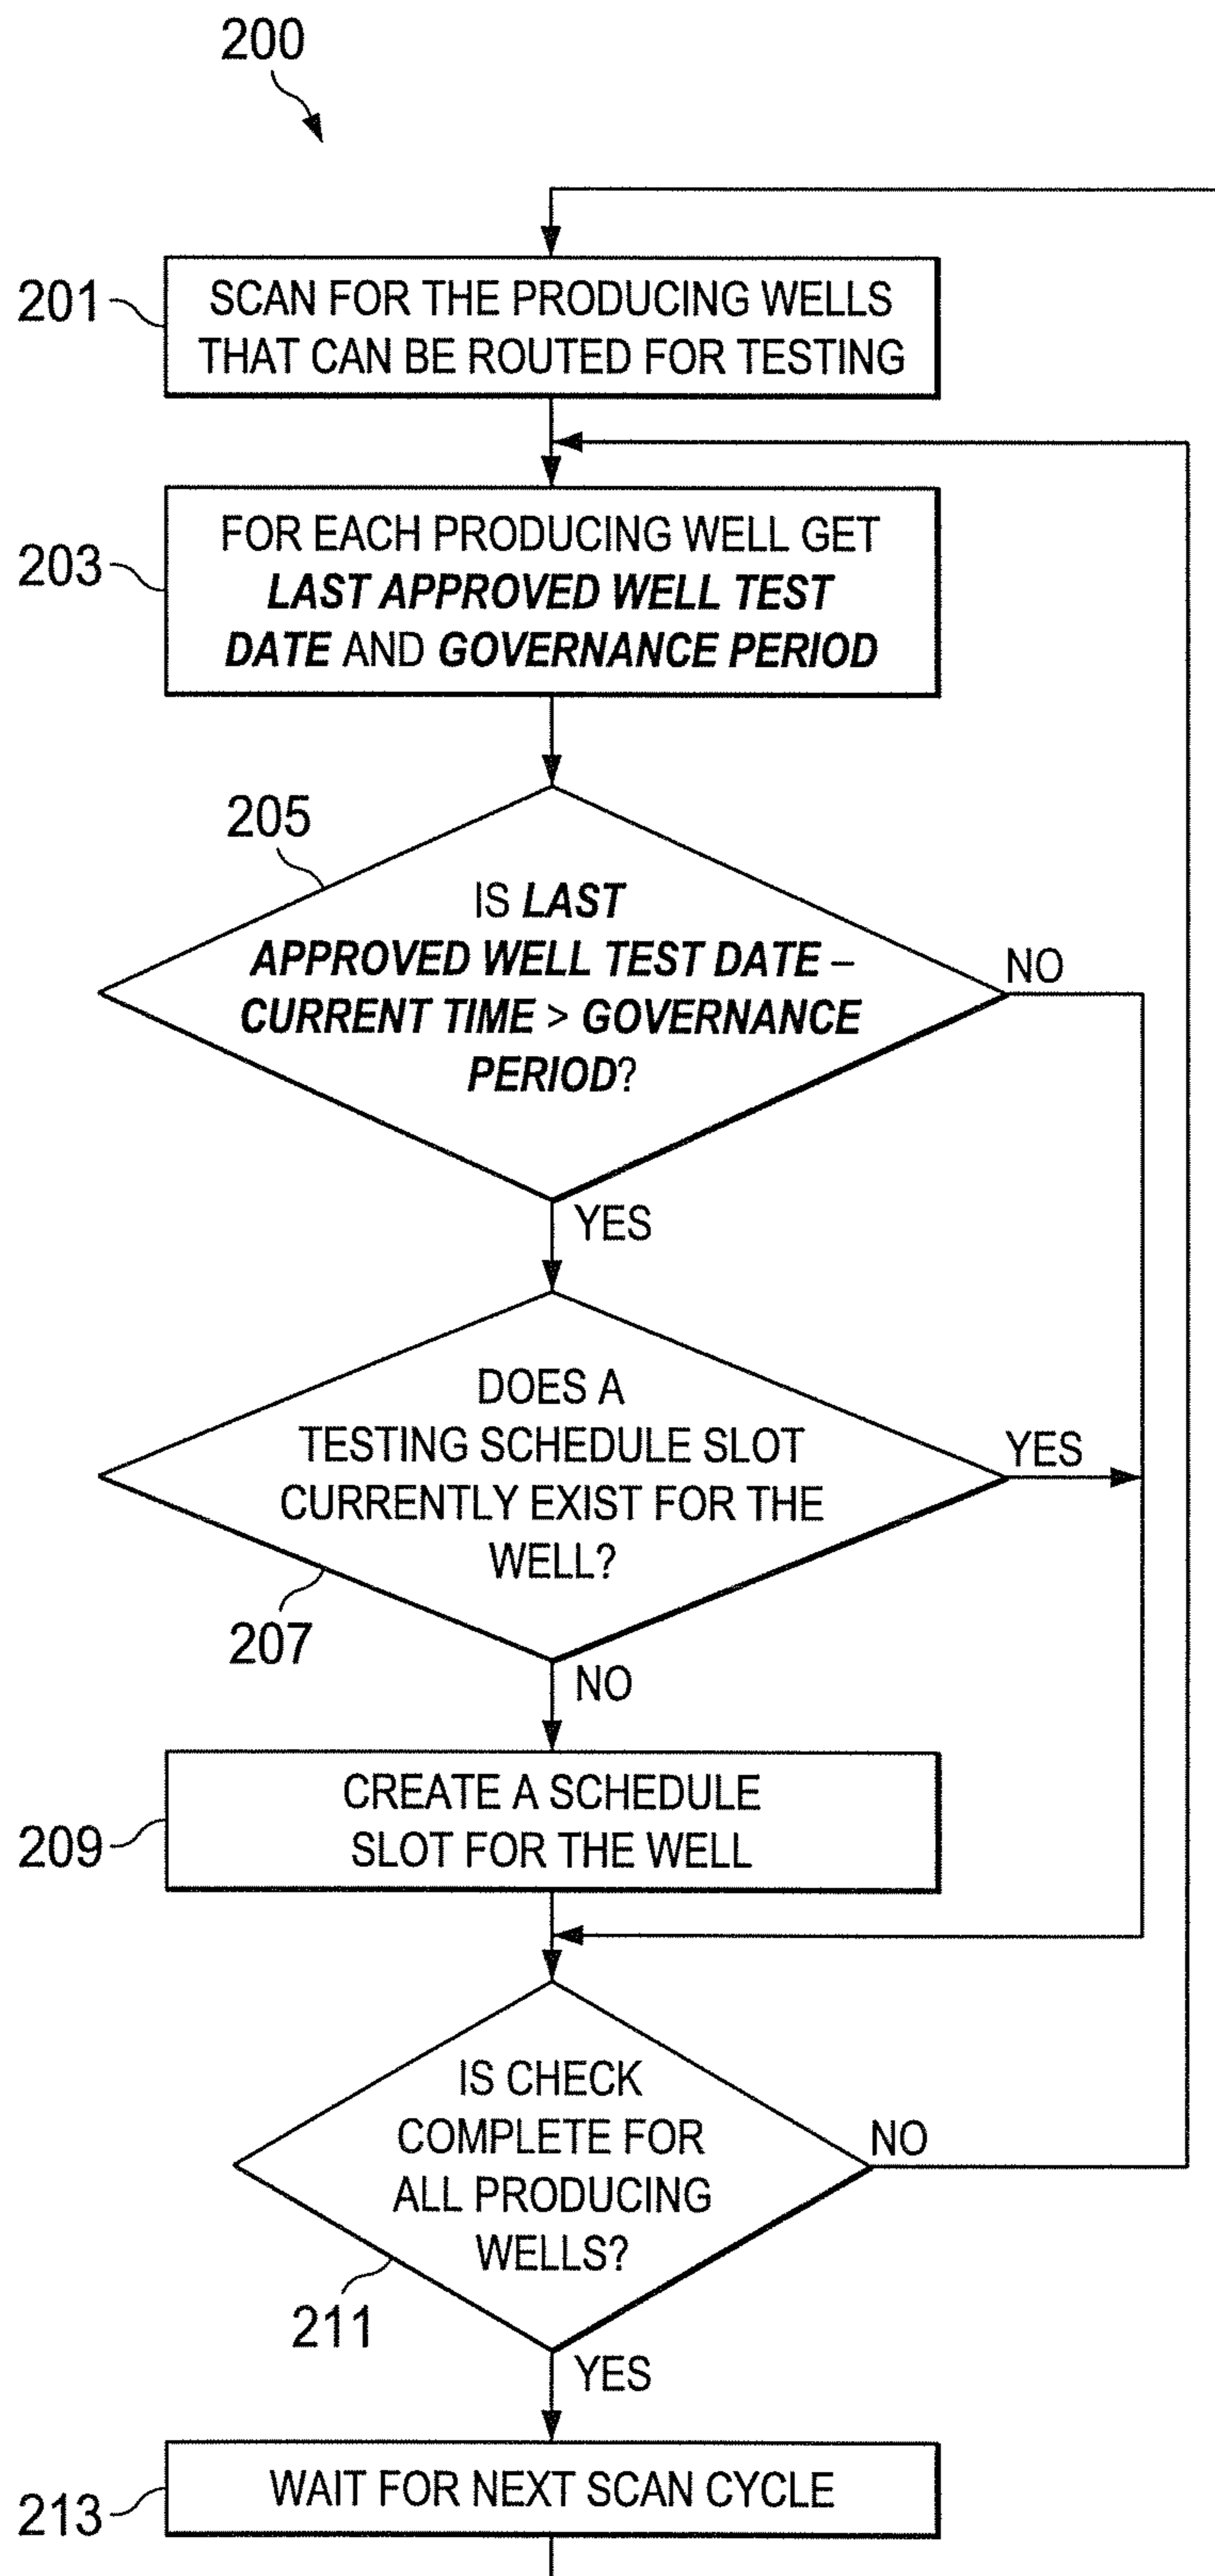 200
201
SCAN FOR THE PRODUCING WELLS
THAT CAN BE ROUTED FOR TESTING
203
FOR EACH PRODUCING WELL GET
LAST APPROVED WELL TEST
DATE AND GOVERNANCE PERIOD
205
IS LAST
APPROVED WELL TEST DATE –
CURRENT TIME > GOVERNANCE
PERIOD?
NO
YES
DOES A
TESTING SCHEDULE SLOT
CURRENTLY EXIST FOR THE
WELL?
YES
207
NO
209
CREATE A SCHEDULE
SLOT FOR THE WELL
IS CHECK
COMPLETE FOR
ALL PRODUCING
WELLS?
NO
211
YES
213
WAIT FOR NEXT SCAN CYCLE